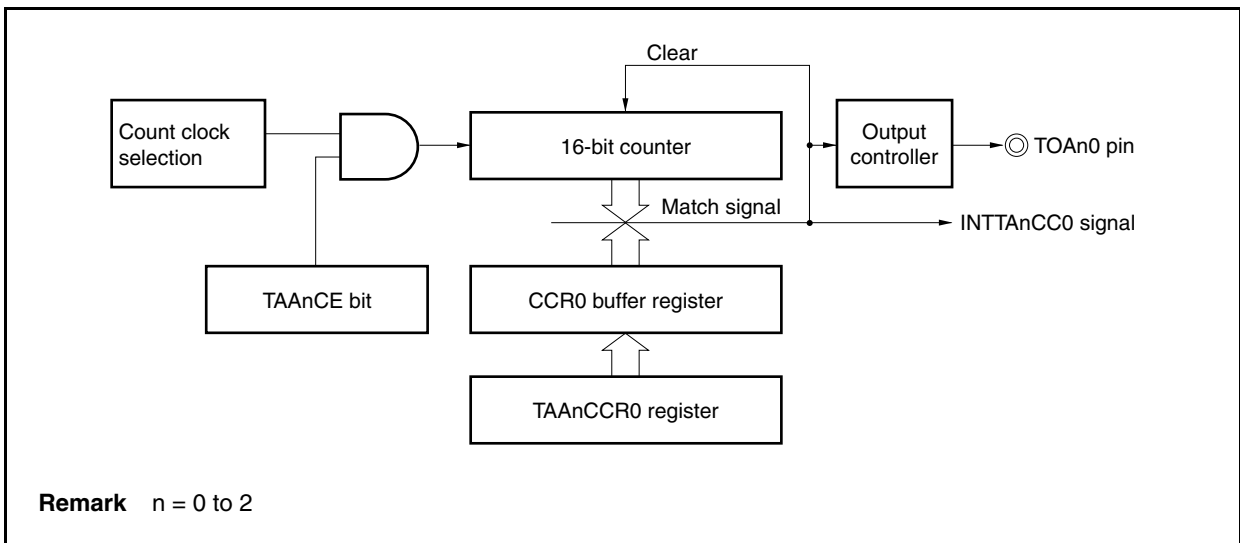 Clear
Count clock
selection
16-bit counter
Output
controller
TOAn0 pin
Match signal
INTTAnCC0 signal
TAAnCE bit
CCR0 buffer register
TAAnCCR0 register
Remark n = 0 to 2